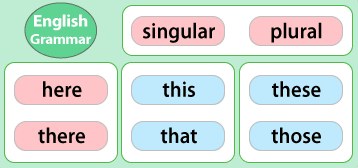 English
Grammar
singular plural
here this these
there that those